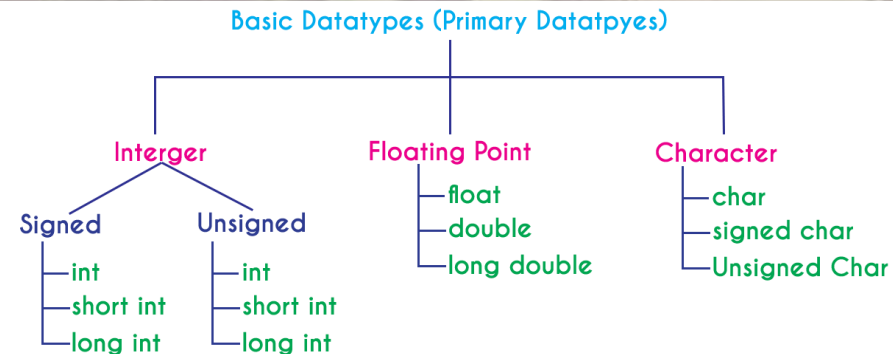 Basic Datatypes (Primary Datatpyes)
Interger
Floating Point
Character
Signed
Unsigned
int
short int
long int
int
short int
long int
float
double
long double
char
signed char
Unsigned Char